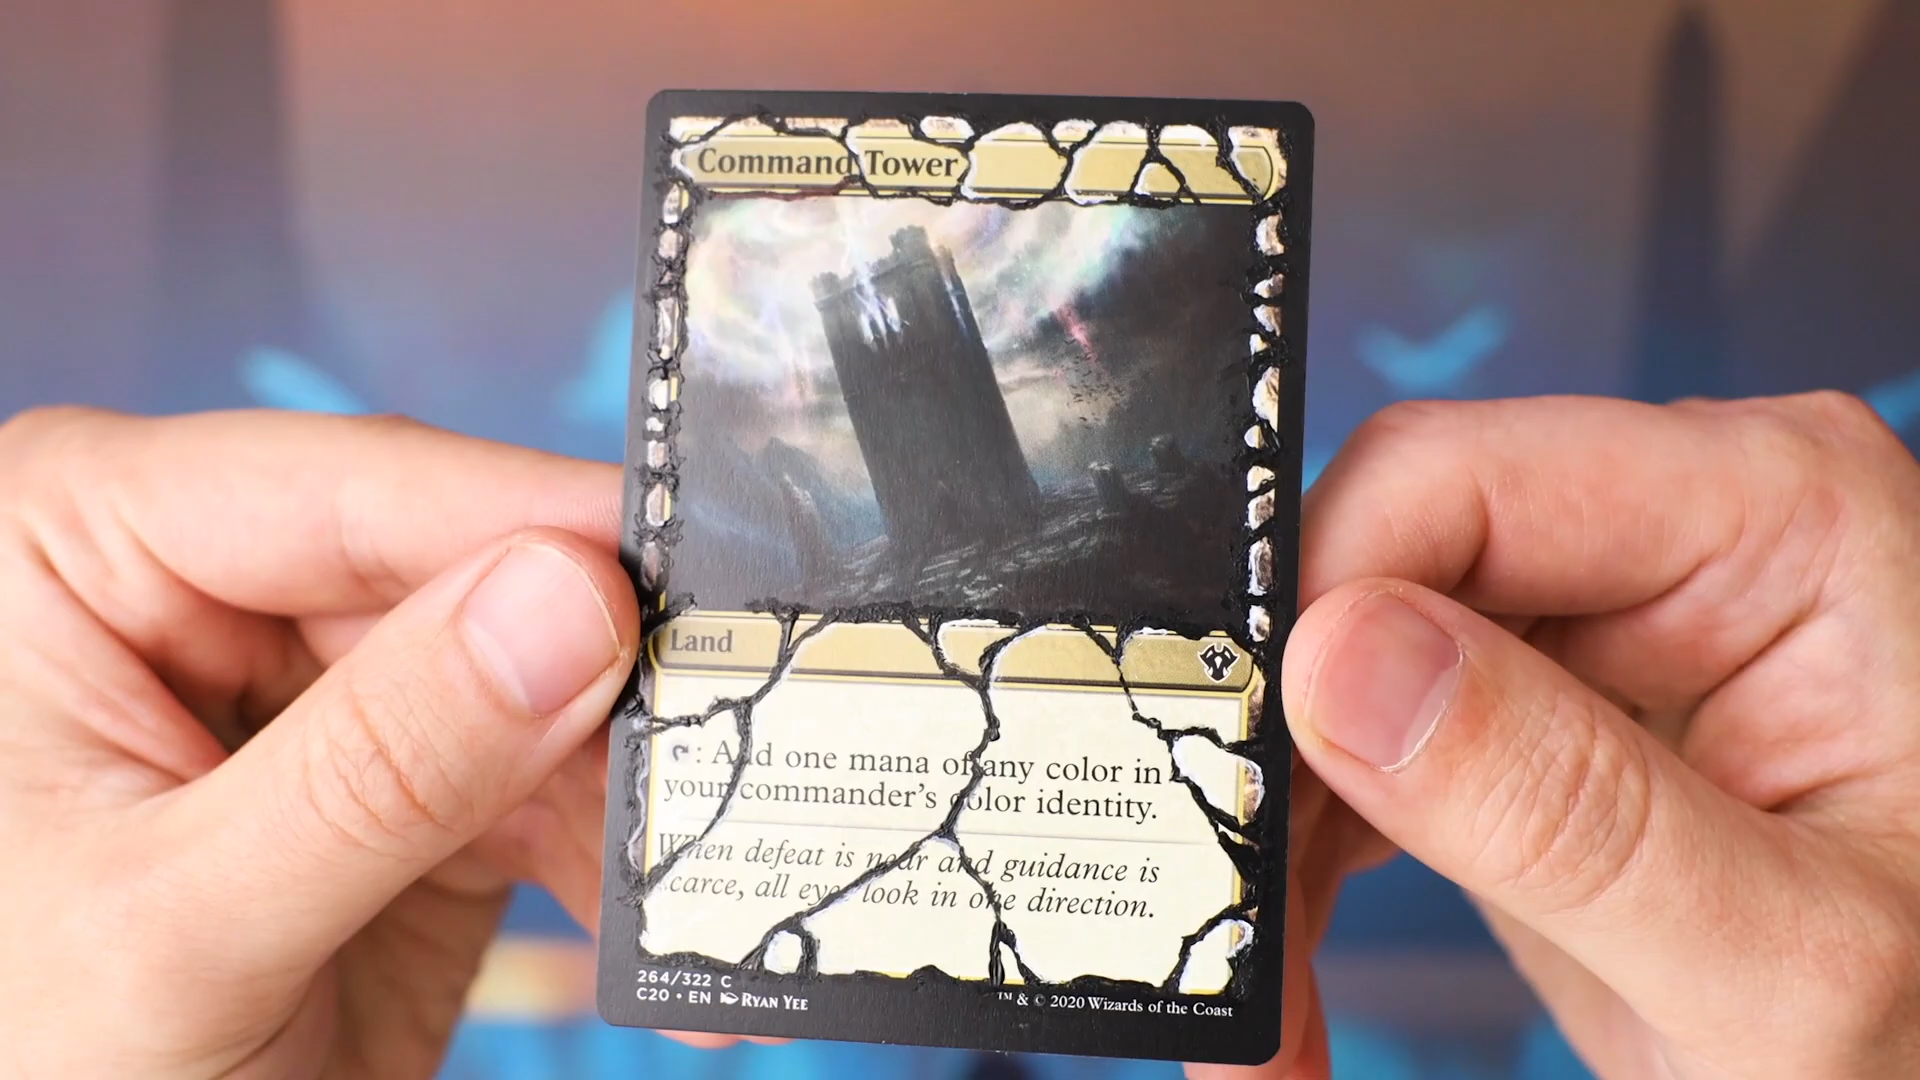 Command Tower
Land
: Add one mana of any color in
your commander's color identity.
When defeat is near and guidance is
scarce, all eyes look in one direction.
264/322 C
C20 • EN Ryan Yee
™ & © 2020 Wizards of the Coast